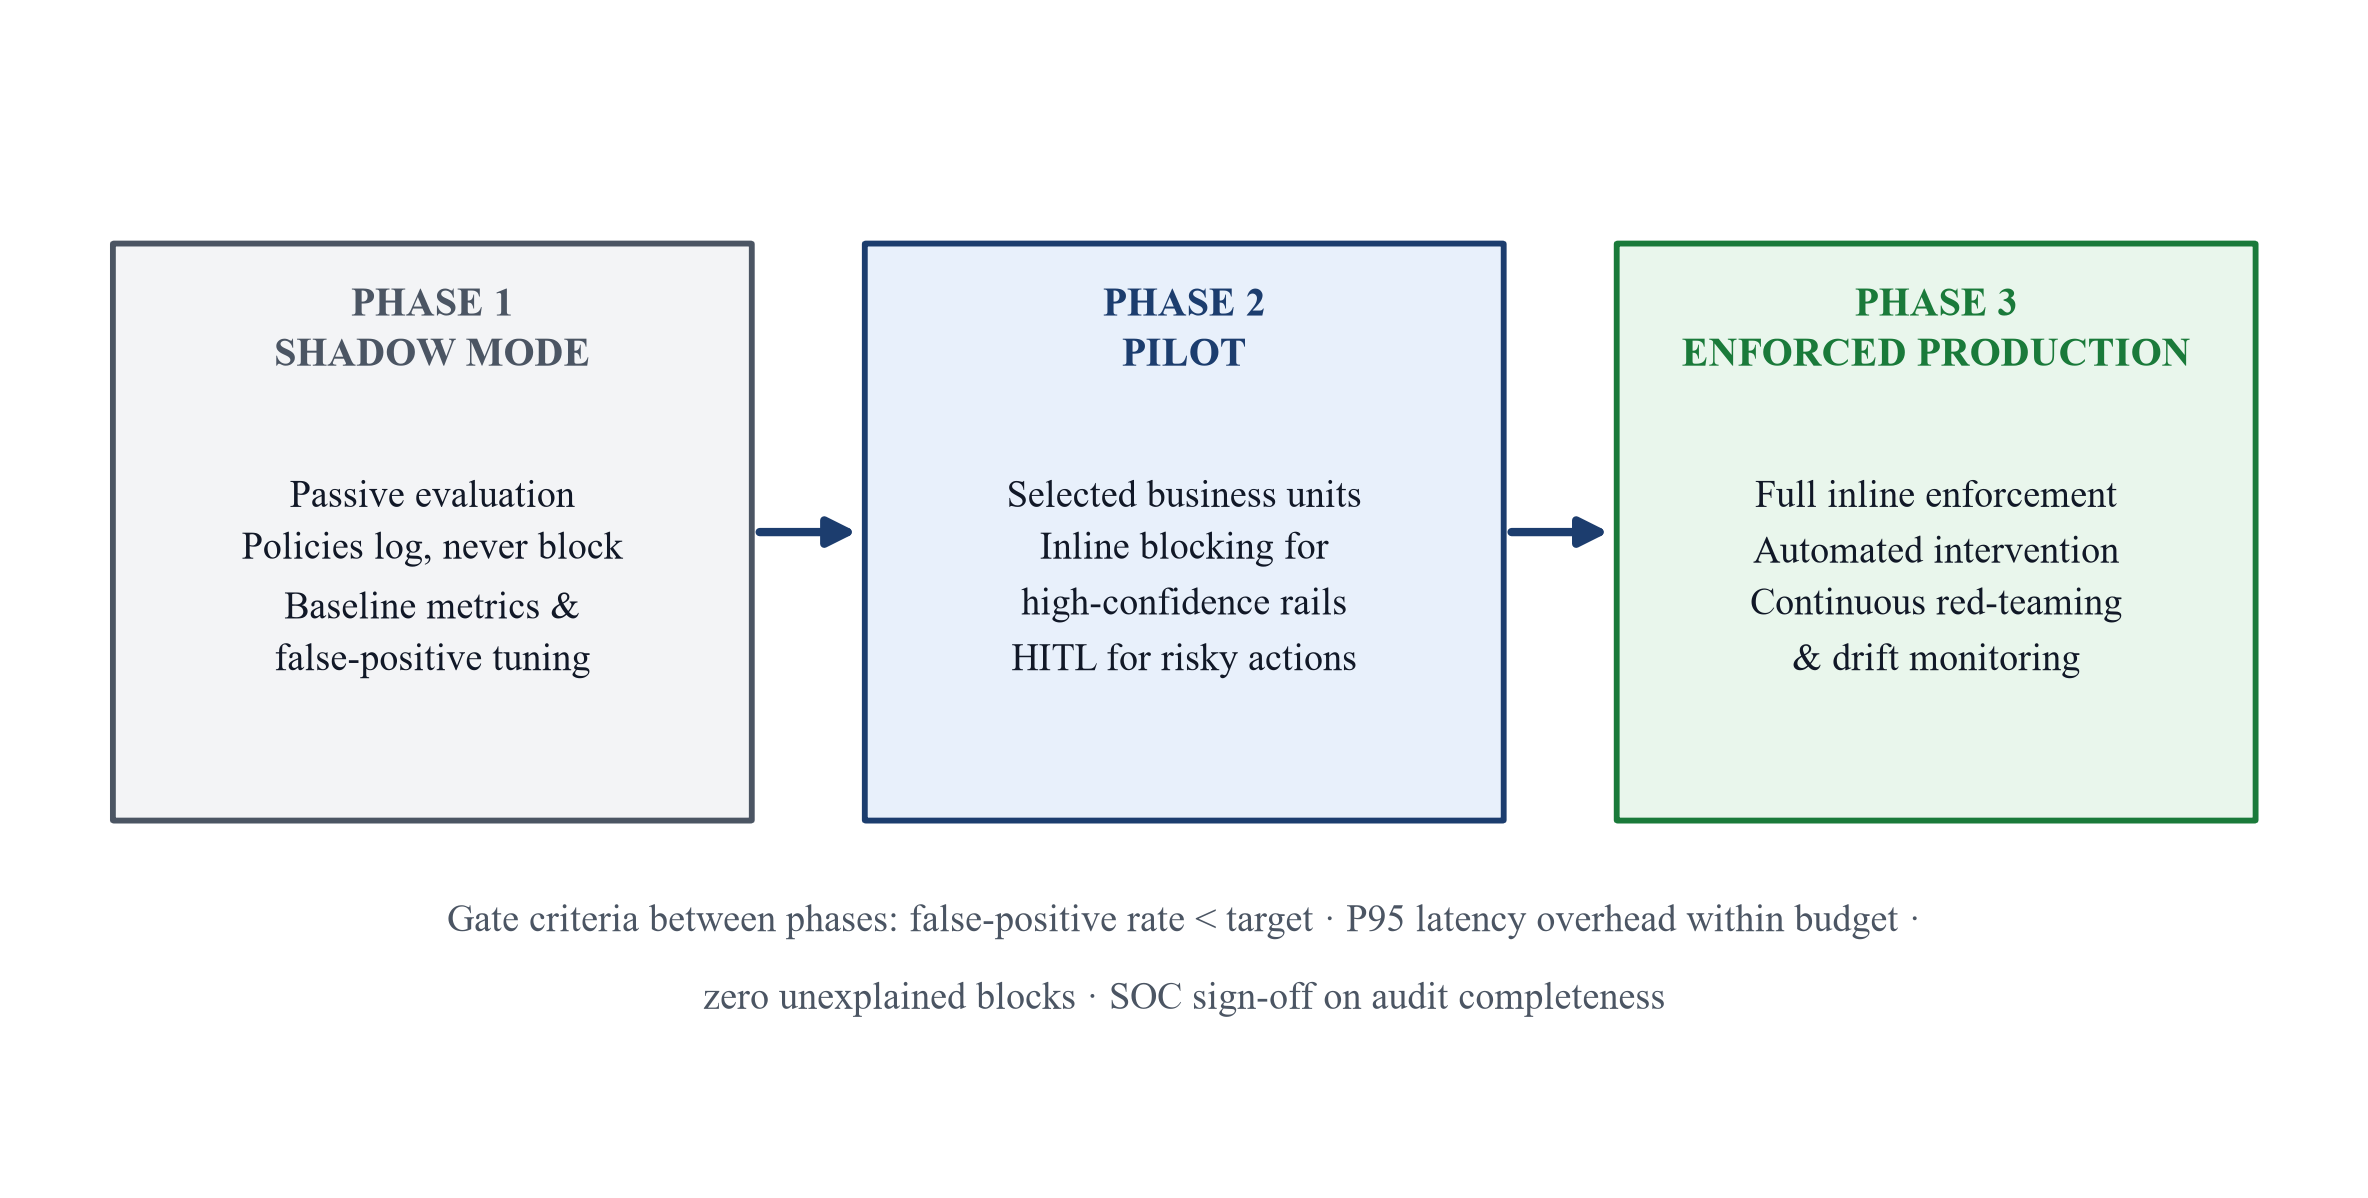 PHASE 1
SHADOW MODE
Passive evaluation
Policies log, never block
Baseline metrics &
false-positive tuning
PHASE 2
PILOT
Selected business units
Inline blocking for
high-confidence rails
HITL for risky actions
PHASE 3
ENFORCED PRODUCTION
Full inline enforcement
Automated intervention
Continuous red-teaming
& drift monitoring
Gate criteria between phases: false-positive rate < target · P95 latency overhead within budget ·
zero unexplained blocks · SOC sign-off on audit completeness